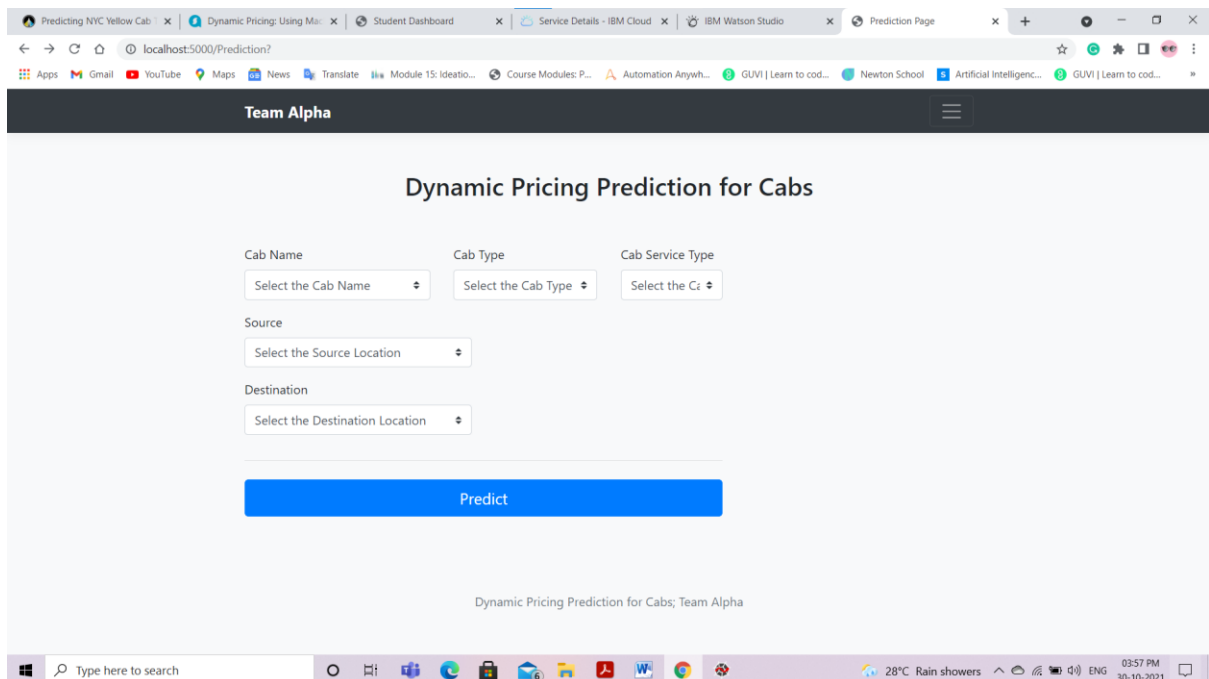 Predicting NYC Yellow Cab Dynamic Pricing: Using Mac Student Dashboard Service Details - IBM Cloud IBM Watson Studio Prediction Page
localhost:5000/Prediction?
Apps Gmail YouTube Maps News Translate Module 15: Ideatio... Course Modules: P... Automation Anywh... GUVI | Learn to cod... Newton School Artificial Intelligenc... GUVI | Learn to cod... »
Team Alpha
Dynamic Pricing Prediction for Cabs
Cab Name Cab Type Cab Service Type
Select the Cab Name Select the Cab Type Select the Ca
Source
Select the Source Location
Destination
Select the Destination Location
Predict
Dynamic Pricing Prediction for Cabs; Team Alpha
Type here to search 6 28°C Rain showers ENG 03:57 PM
30-10-2021